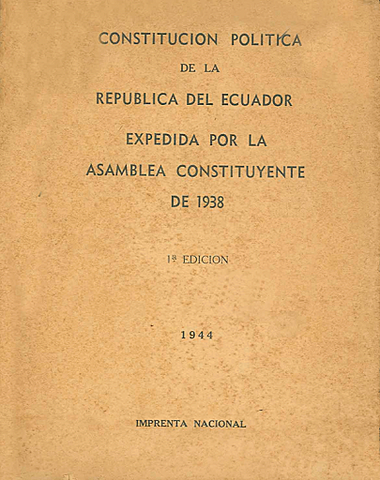 CONSTITUCION POLITICA
DE LA
REPUBLICA DEL ECUADOR
EXPEDIDA POR LA
ASAMBLEA CONSTITUYENTE
DE 1938
1ª EDICION
1944
IMPRENTA NACIONAL